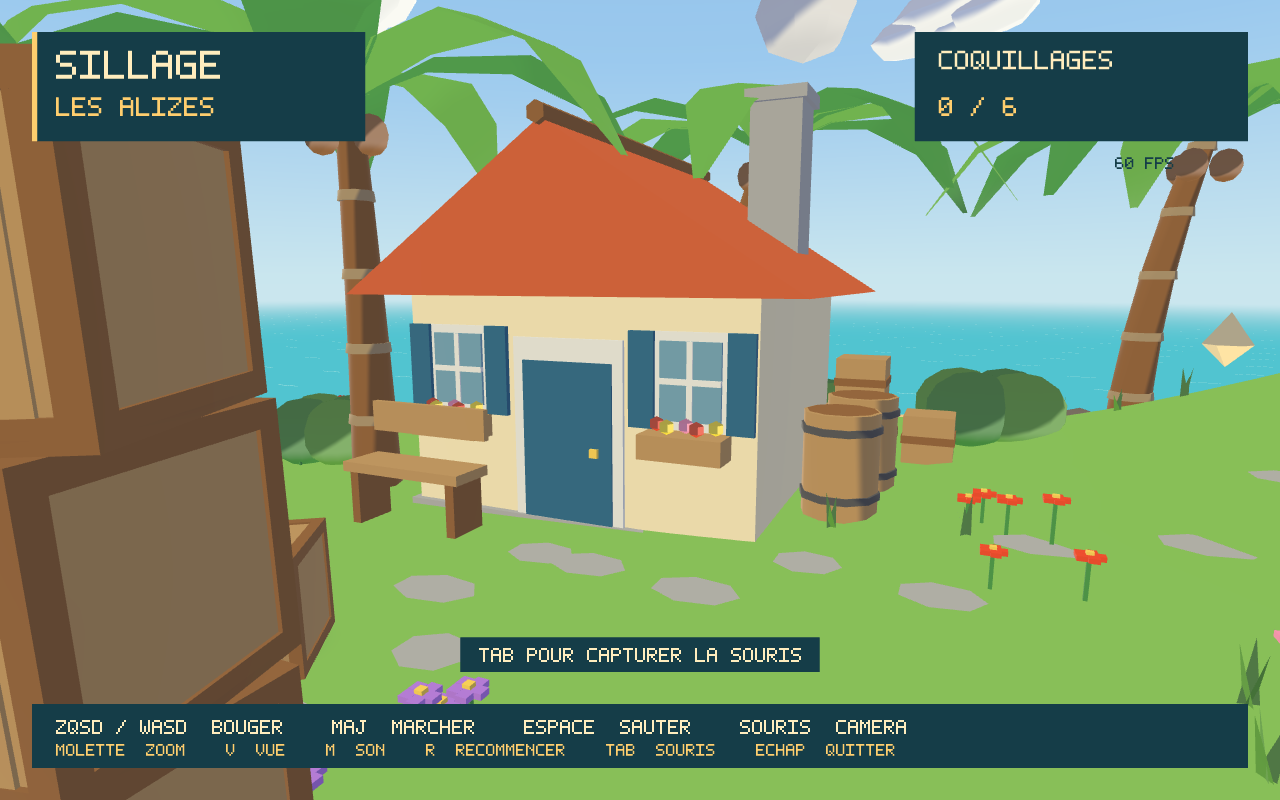 SILLAGE
LES ALIZES
COQUILLAGES
0 / 6
60 FPS
TAB POUR CAPTURER LA SOURIS
ZQSD / WASD BOUGER MAJ MARCHER ESPACE SAUTER SOURIS CAMERA
MOLETTE ZOOM V VUE M SON R RECOMMENCER TAB SOURIS ECHAP QUITTER